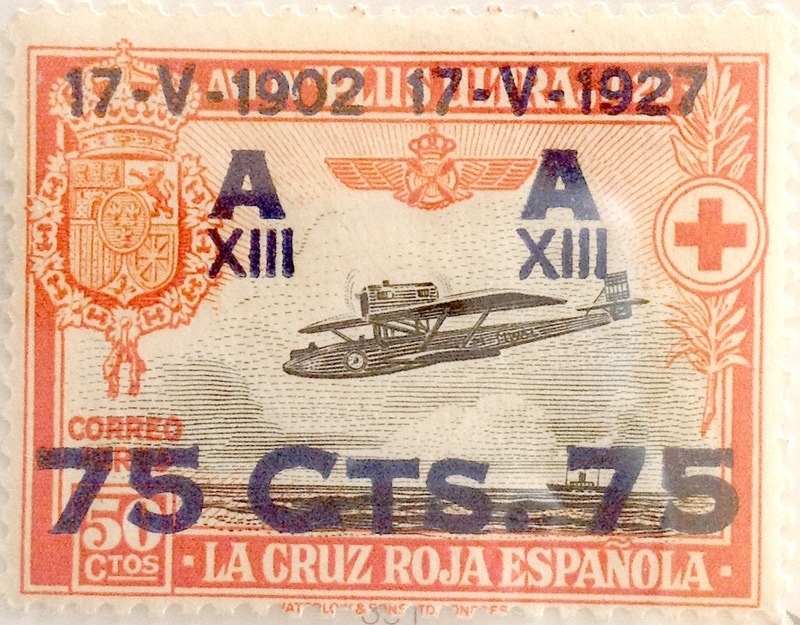 17-V-1902 17-V-1927
A A
XIII XIII
CORREO
75 CTS. 75
50
CTOS
· LA CRUZ ROJA ESPAÑOLA ·